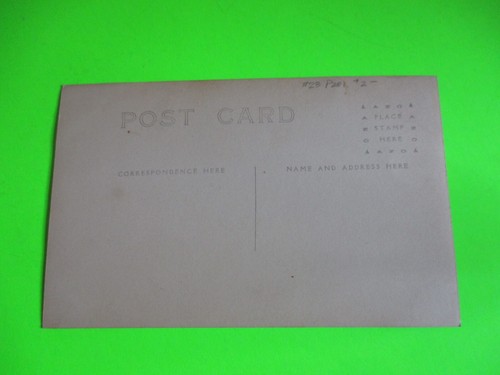 POST CARD
PLACE
STAMP
HERE
CORRESPONDENCE HERE
NAME AND ADDRESS HERE